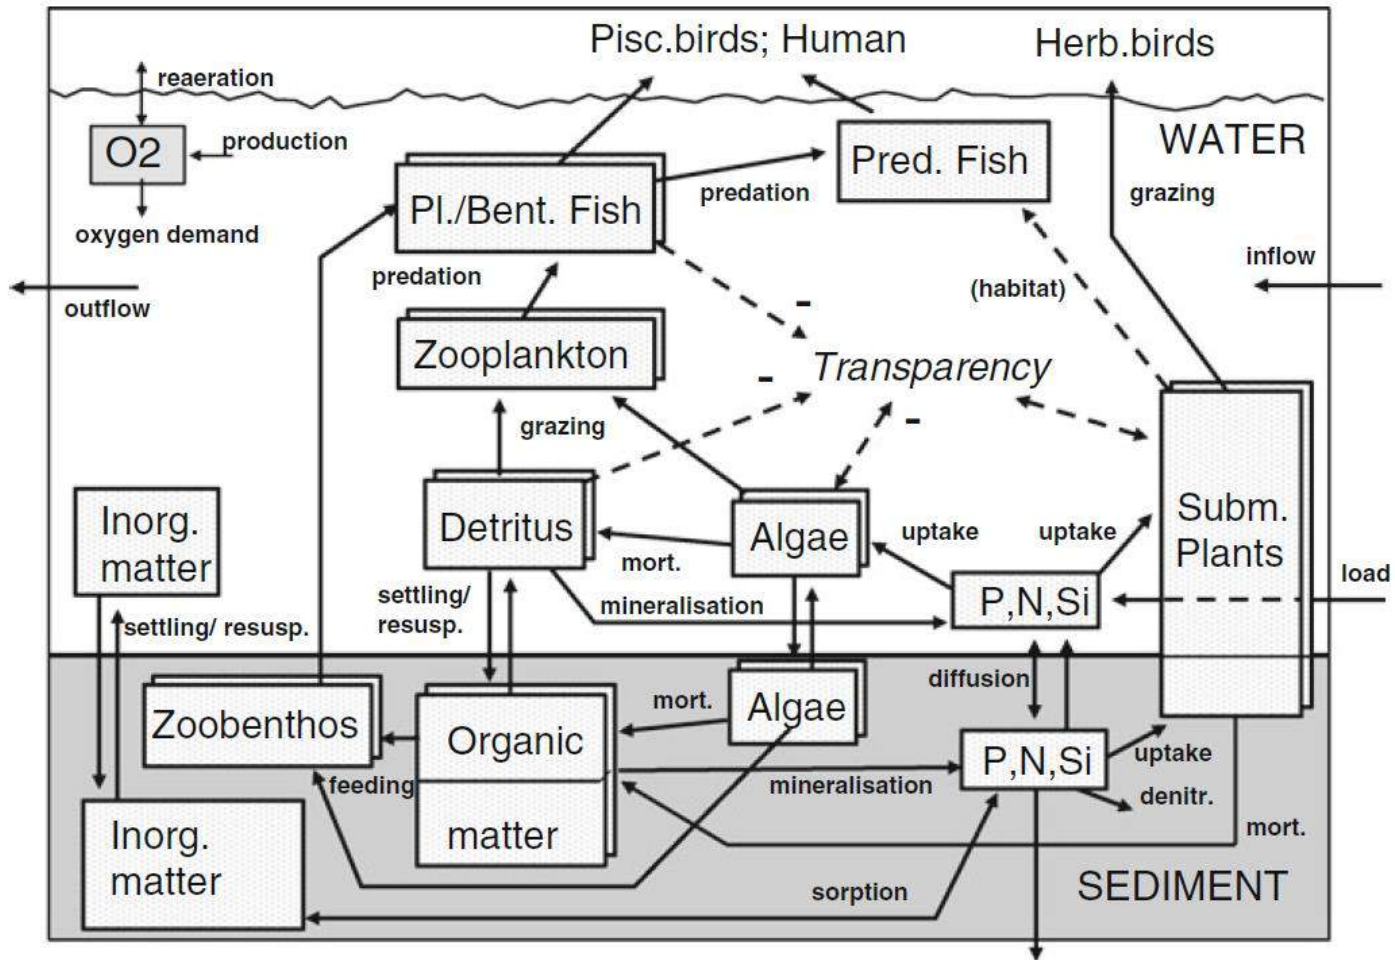 Pisc.birds; Human
Herb.birds
reaeration
O2
production
WATER
Pred. Fish
Pl./Bent. Fish
predation
grazing
oxygen demand
inflow
predation
(habitat)
outflow
-
Zooplankton
Transparency
-
grazing
-
Inorg.
matter
Detritus
Algae
uptake
uptake
Subm.
Plants
mort.
load
settling/
resusp.
mineralisation
P,N,Si
settling/ resusp.
diffusion
mort.
Algae
Zoobenthos
Organic
matter
P,N,Si
uptake
feeding
mineralisation
denitr.
Inorg.
matter
mort.
sorption
SEDIMENT